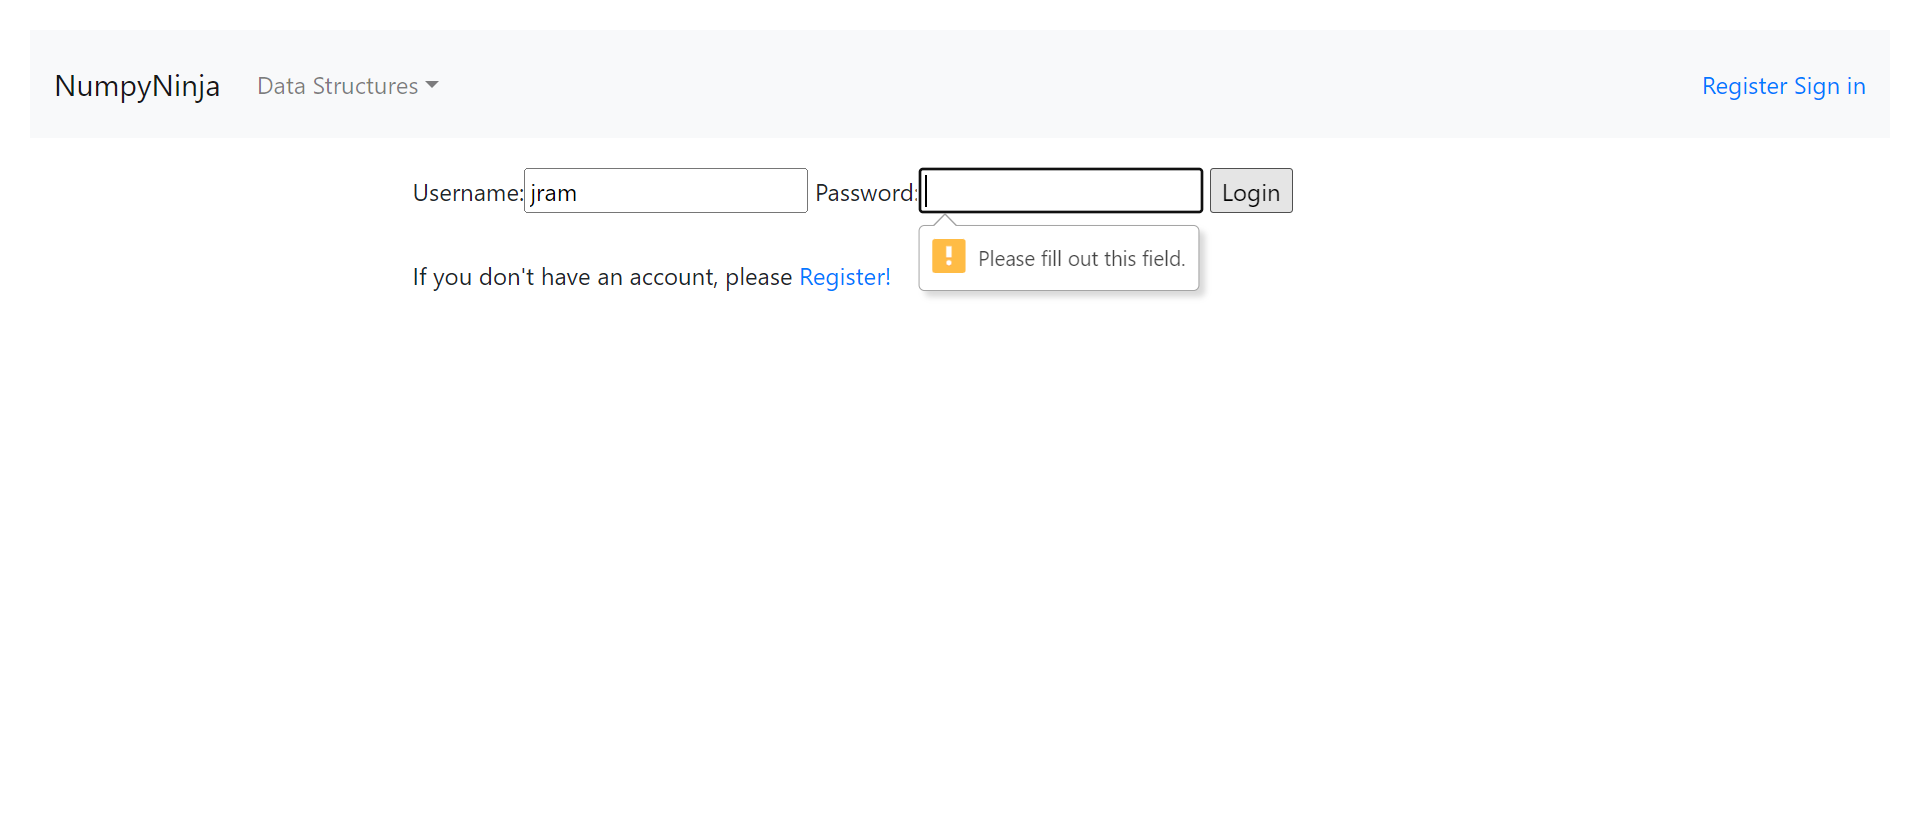 NumpyNinja Data Structures Register Sign in
Username: jram Password: Login
Please fill out this field.
If you don't have an account, please Register!